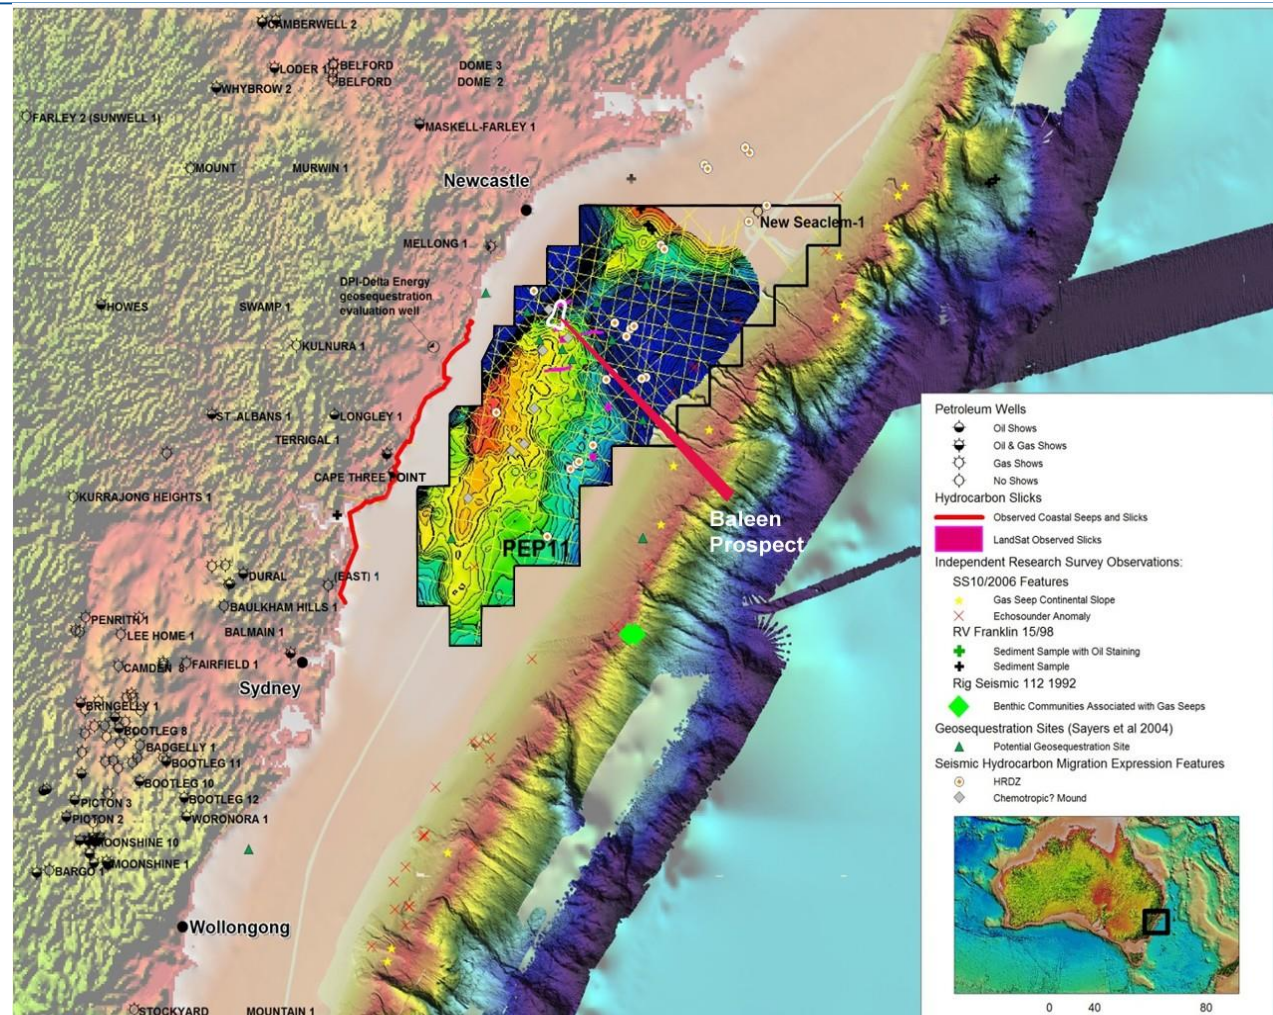 CAMBERWELL 2
LODER 1
BELFORD
DOME 3
BELFORD
DOME 2
WHYBROW 2
FARLEY 2 (SUNWELL 1)
MASKELL-FARLEY 1
MOUNT
MURWIN 1
Newcastle
New Seaclem-1
MELLONG 1
DPI-Delta Energy
geosequestration
evaluation well
HOWES
SWAMP 1
KULNURA 1
ST. ALBANS 1
LONGLEY 1
TERRIGAL 1
CAPE THREE POINT
KURRAJONG HEIGHTS 1
Baleen
Prospect
PEP11
DURAL
(EAST) 1
BAULKHAM HILLS 1
PENRITH 1
LEE HOME 1
BALMAIN 1
CAMDEN 8
FAIRFIELD 1
Sydney
BRINGELLY 1
BOOTLEG 8
BADGELLY 1
BOOTLEG 11
BOOTLEG 10
PICTON 3
BOOTLEG 12
PICTON 2
WORONORA 1
MOONSHINE 10
MOONSHINE 1
BARGO 1
Wollongong
STOCKYARD
MOUNTAIN 1
Petroleum Wells
Oil Shows
Oil & Gas Shows
Gas Shows
No Shows
Hydrocarbon Slicks
Observed Coastal Seeps and Slicks
LandSat Observed Slicks
Independent Research Survey Observations:
SS10/2006 Features
Gas Seep Continental Slope
Echosounder Anomaly
RV Franklin 15/98
Sediment Sample with Oil Staining
Sediment Sample
Rig Seismic 112 1992
Benthic Communities Associated with Gas Seeps
Geosequestration Sites (Sayers et al 2004)
Potential Geosequestration Site
Seismic Hydrocarbon Migration Expression Features
HRDZ
Chemotropic? Mound
0 40 80